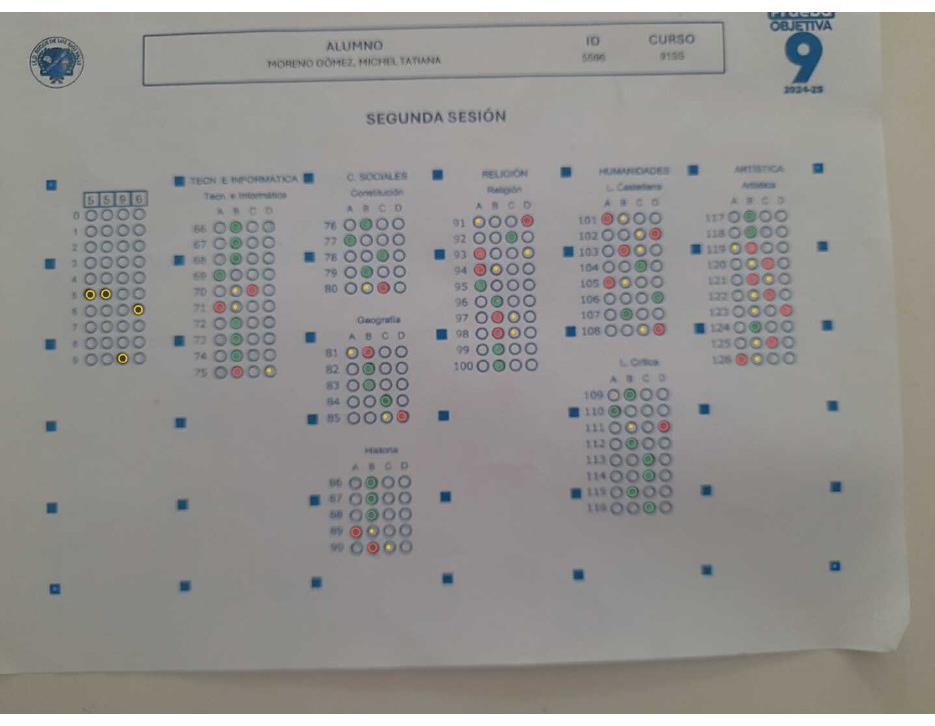 Prueba
OBJETIVA
9
2024-25
ALUMNO
MORENO GÓMEZ, MICHEL TATIANA
ID
5596
CURSO
SEGUNDA SESIÓN
5 5 9 6
0
1
2
3
4
5
6
7
8
9
TECN. E INFORMÁTICA
Tecn. e Informática
A B C D
66
67
68
69
70
71
72
73
74
75
C. SOCIALES
Constitución
A B C D
76
77
78
79
80
Geografía
A B C D
81
82
83
84
85
Historia
A B C D
86
87
88
89
90
RELIGIÓN
Religión
A B C D
91
92
93
94
95
96
97
98
99
100
HUMANIDADES
L. Castellana
A B C D
101
102
103
104
105
106
107
108
L. Crítica
A B C D
109
110
111
112
113
114
115
116
ARTÍSTICA
Artística
A B C D
117
118
119
120
121
122
123
124
125
126